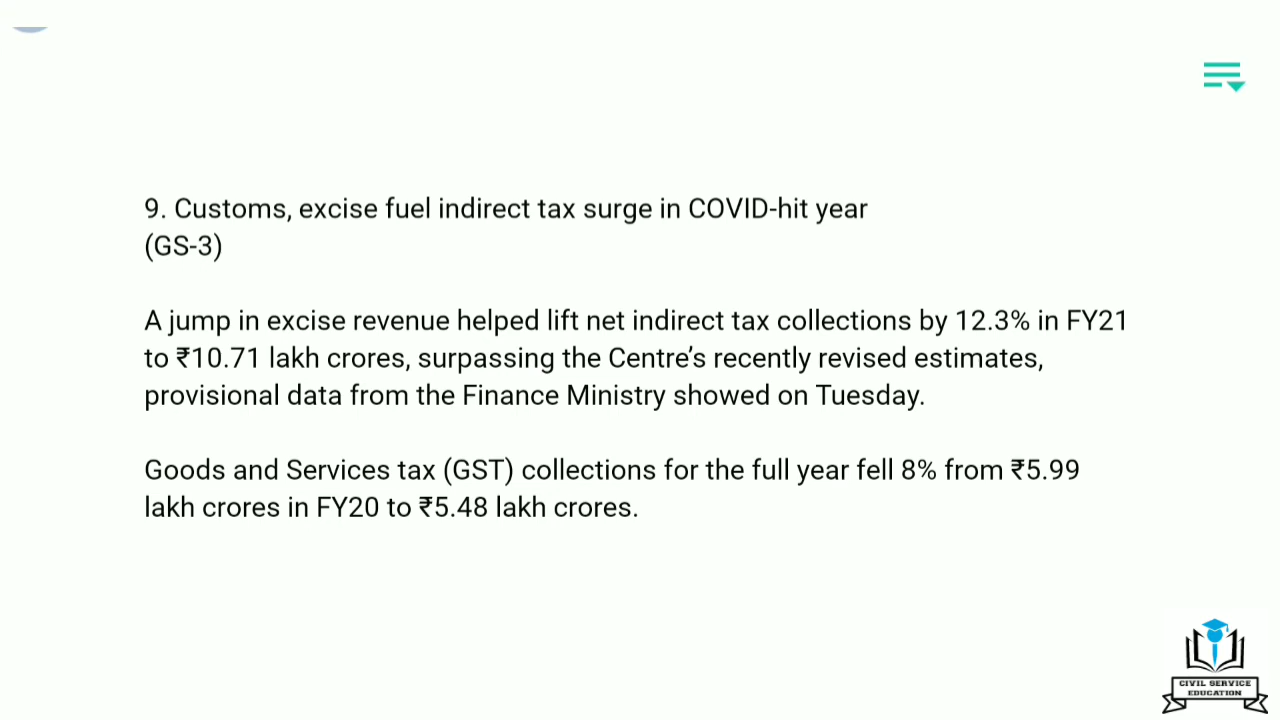 9. Customs, excise fuel indirect tax surge in COVID-hit year
(GS-3)
A jump in excise revenue helped lift net indirect tax collections by 12.3% in FY21
to ₹10.71 lakh crores, surpassing the Centre’s recently revised estimates,
provisional data from the Finance Ministry showed on Tuesday.
Goods and Services tax (GST) collections for the full year fell 8% from ₹5.99
lakh crores in FY20 to ₹5.48 lakh crores.
CIVIL SERVICE
EDUCATION